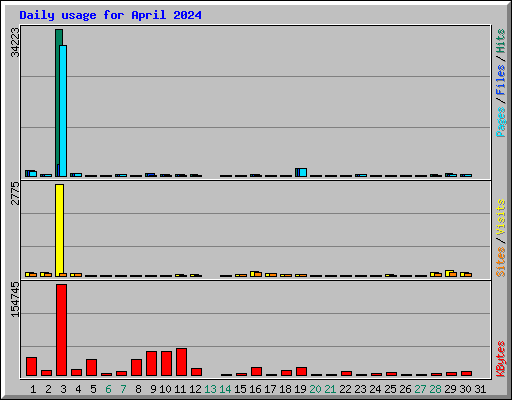 Daily usage for April 2024
34223
Pages / Files / Hits
2775
Sites / Visits
154745
KBytes
1 2 3 4 5 6 7 8 9 10 11 12 13 14 15 16 17 18 19 20 21 22 23 24 25 26 27 28 29 30 31